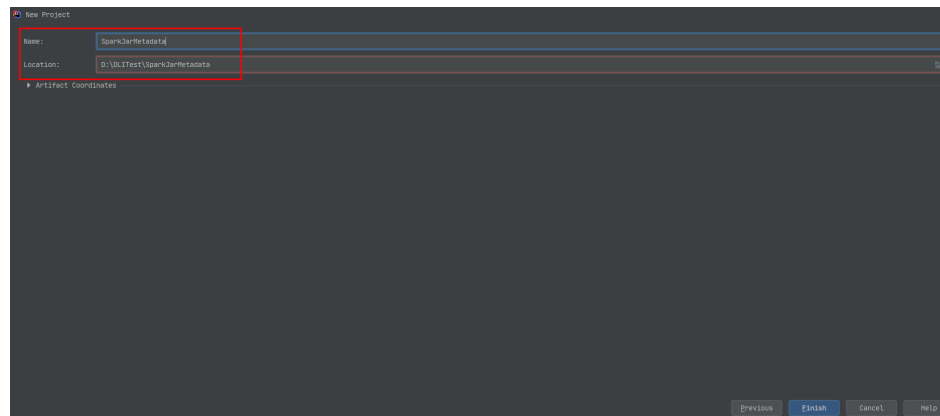 New Project
Name: SparkJarMetadata
Location: D:\DLITest\SparkJarMetadata
Artifact Coordinates
Previous Finish Cancel Help